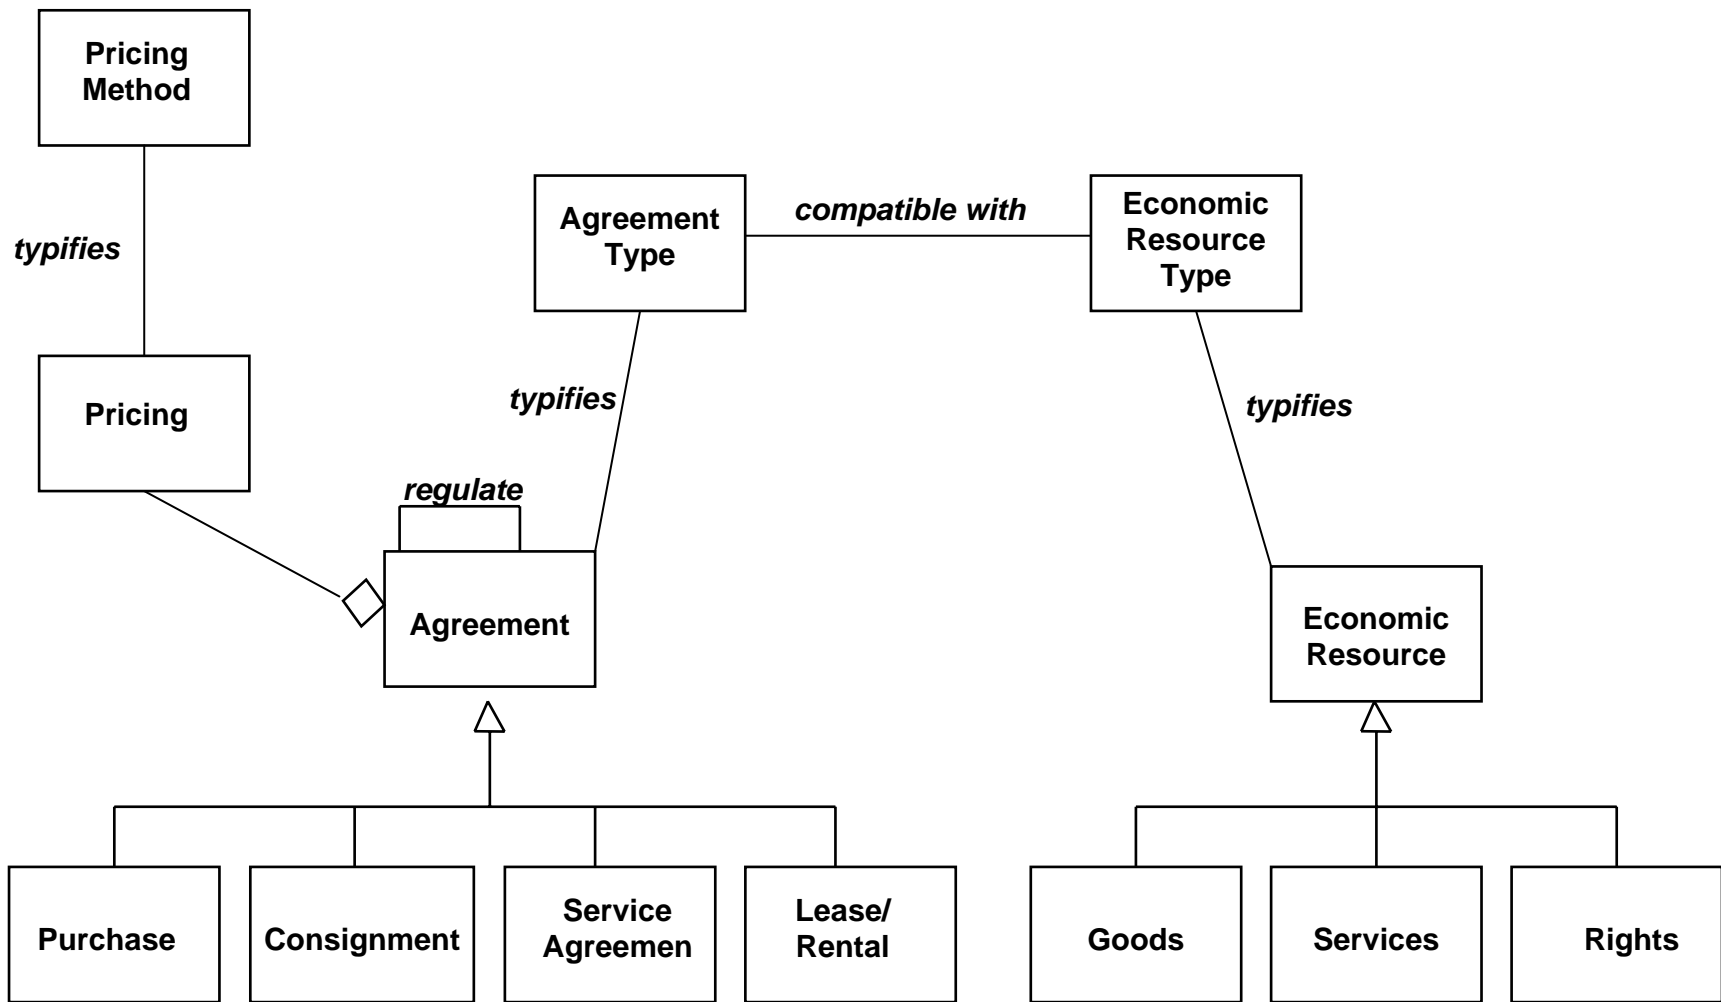 Pricing
Method
typifies
Agreement
Type
compatible with
Economic
Resource
Type
Pricing
typifies
typifies
regulate
Agreement
Economic
Resource
Purchase
Consignment
Service
Agreemen
Lease/
Rental
Goods
Services
Rights